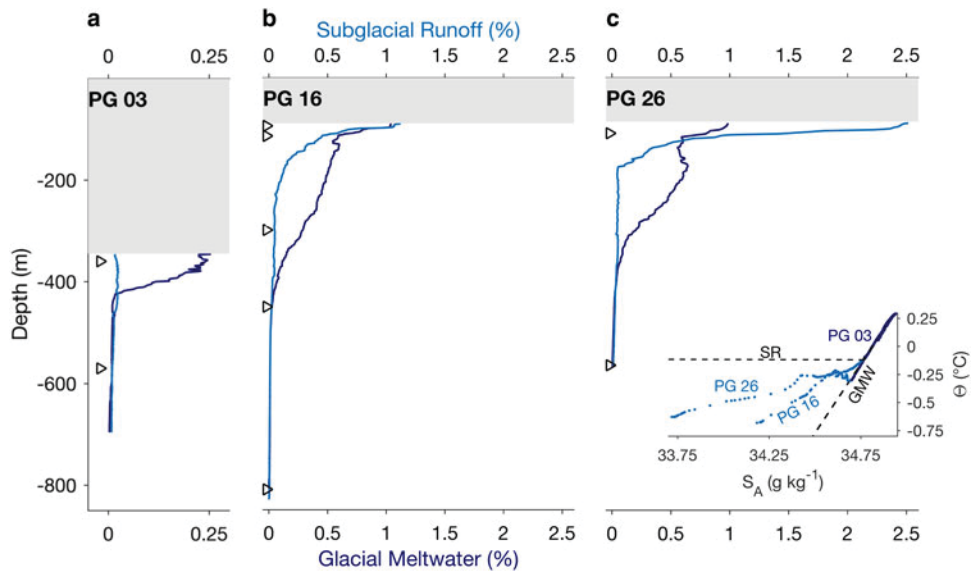 a
b
c
Subglacial Runoff (%)
0
0.25
0
0.5
1
1.5
2
2.5
0
0.5
1
1.5
2
2.5
PG 03
PG 16
PG 26
Depth (m)
-200
-400
-600
-800
PG 03
SR
GMW
PG 26
PG 16
0.25
0
-0.25
-0.5
-0.75
Θ (°C)
33.75
34.25
34.75
S_A (g kg⁻¹)
0
0.25
0
0.5
1
1.5
2
2.5
0
0.5
1
1.5
2
2.5
Glacial Meltwater (%)